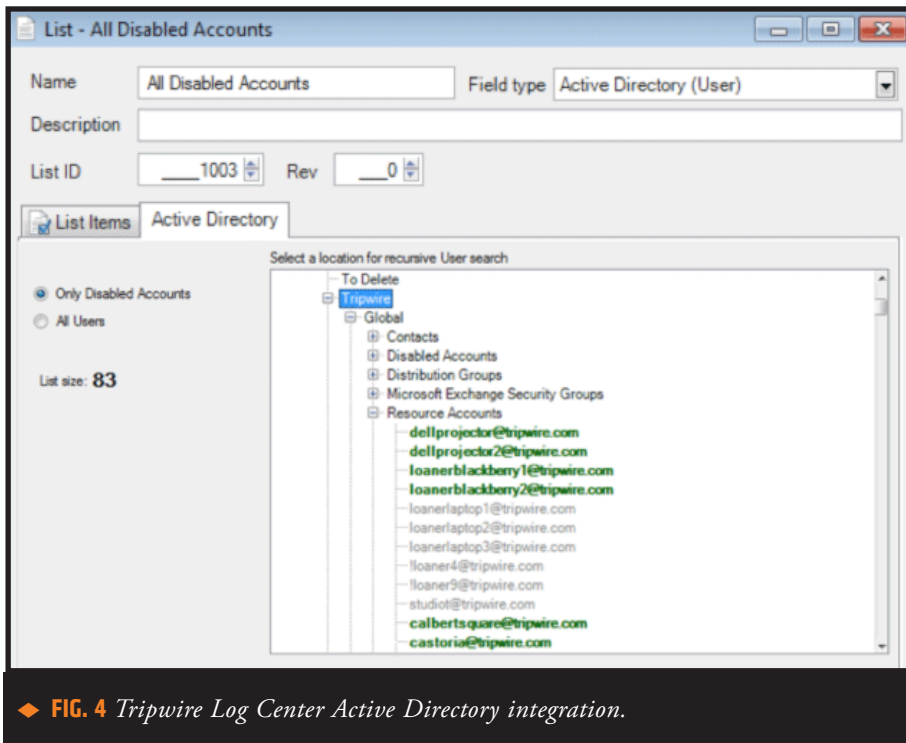 List - All Disabled Accounts
Name All Disabled Accounts Field type Active Directory (User)
Description
List ID ____1003 Rev ___0
List Items Active Directory
Select a location for recursive User search
Only Disabled Accounts
All Users
List size: 83
To Delete
Tripwire
Global
Contacts
Disabled Accounts
Distribution Groups
Microsoft Exchange Security Groups
Resource Accounts
dellprojector@tripwire.com
dellprojector2@tripwire.com
loanerblackberry1@tripwire.com
loanerblackberry2@tripwire.com
loanerlaptop1@tripwire.com
loanerlaptop2@tripwire.com
loanerlaptop3@tripwire.com
!loaner4@tripwire.com
!loaner9@tripwire.com
studiot@tripwire.com
calbertsquare@tripwire.com
castoria@tripwire.com
FIG. 4 Tripwire Log Center Active Directory integration.